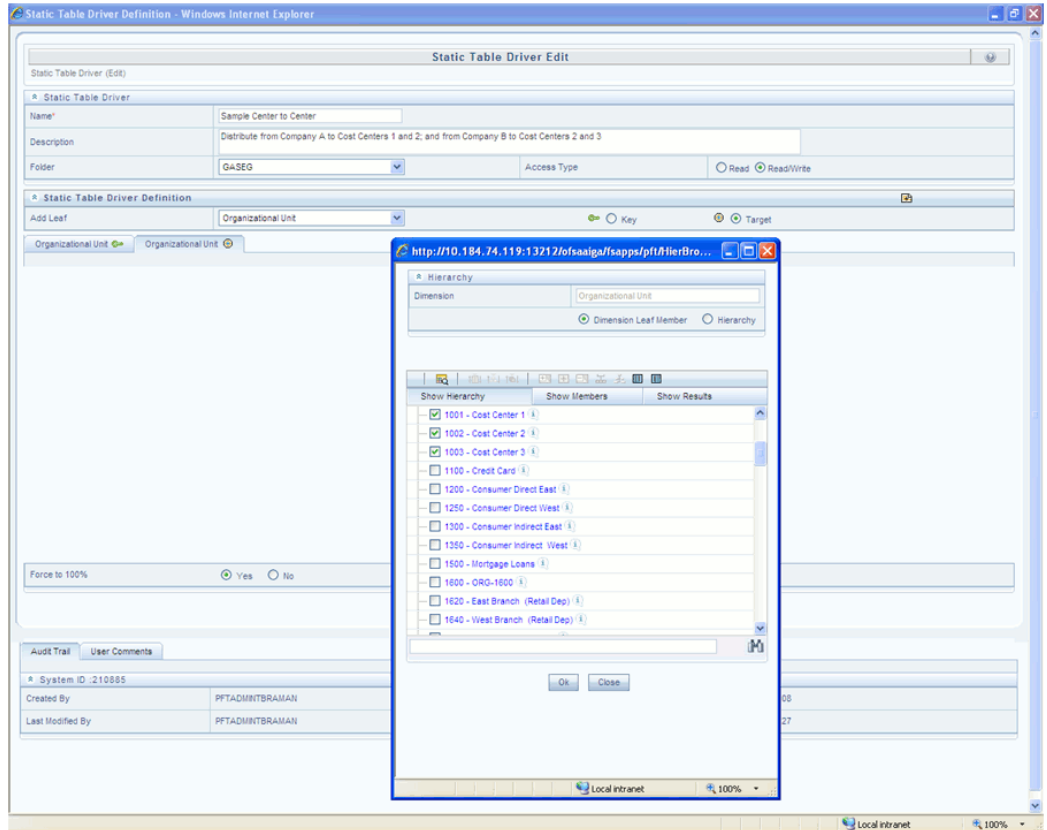 Static Table Driver Definition - Windows Internet Explorer
Static Table Driver Edit
Static Table Driver (Edit)
Static Table Driver
Name* Sample Center to Center
Description Distribute from Company A to Cost Centers 1 and 2; and from Company B to Cost Centers 2 and 3
Folder GASEG Access Type Read Read/Write
Static Table Driver Definition
Add Leaf Organizational Unit Key Target
Organizational Unit Organizational Unit
http://10.184.74.119:13212/ofsaaiga/fsapps/pft/HierBro...
Hierarchy
Dimension Organizational Unit
Dimension Leaf Member Hierarchy
Show Hierarchy Show Members Show Results
1001 - Cost Center 1
1002 - Cost Center 2
1003 - Cost Center 3
1100 - Credit Card
1200 - Consumer Direct East
1250 - Consumer Direct West
1300 - Consumer Indirect East
1350 - Consumer Indirect West
1500 - Mortgage Loans
1600 - ORG-1600
1620 - East Branch (Retail Dep)
1640 - West Branch (Retail Dep)
Ok Close
Local intranet 100%
Force to 100% Yes No
Audit Trail User Comments
System ID :210885
Created By PFTADMINTBRAMAN 08
Last Modified By PFTADMINTBRAMAN 27
Local intranet 100%